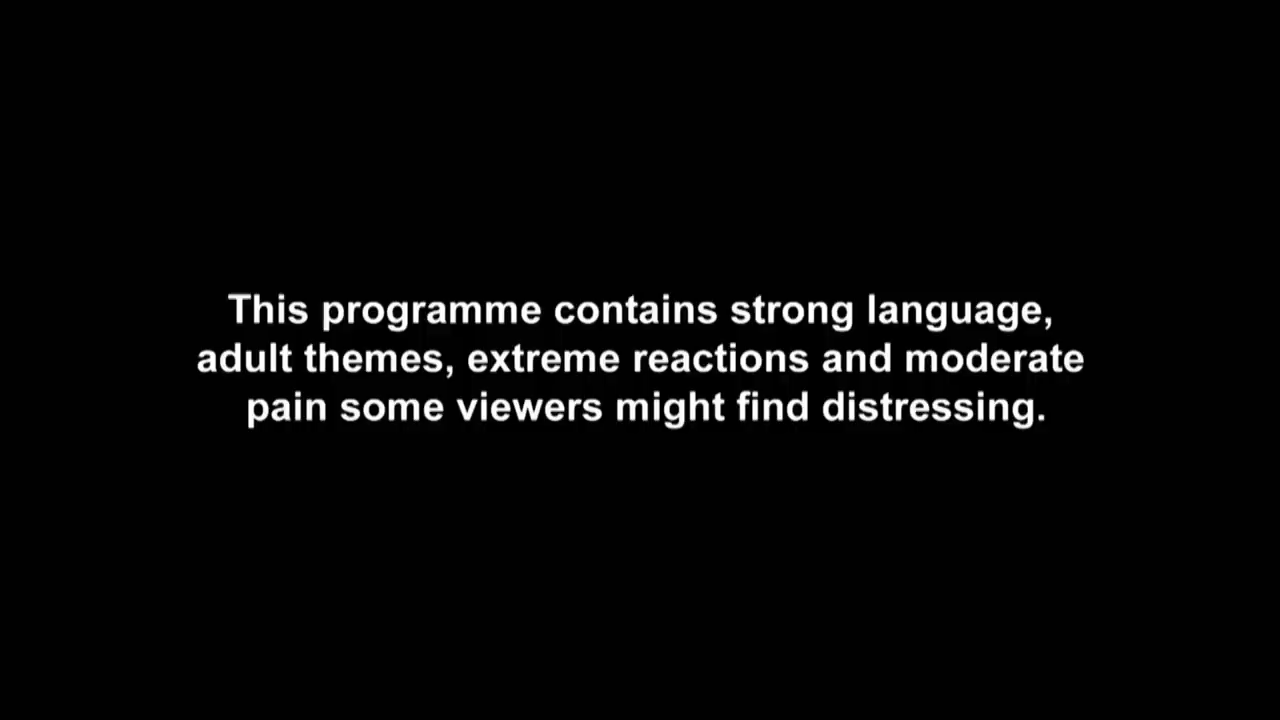 This programme contains strong language,
adult themes, extreme reactions and moderate
pain some viewers might find distressing.